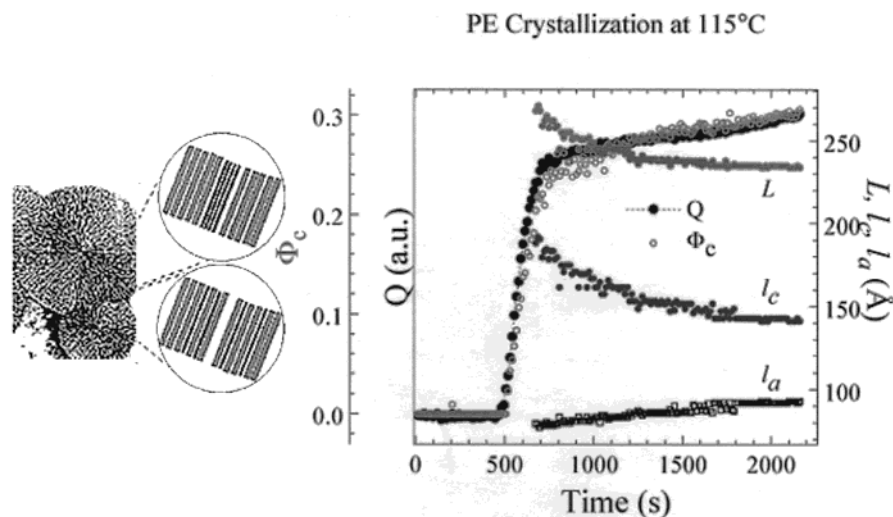 PE Crystallization at 115°C
0.3
0.2
0.1
0.0
Φc
Q (a.u.)
250
200
150
100
L, lc, la (Å)
Q
Φc
L
lc
la
0
500
1000
1500
2000
Time (s)